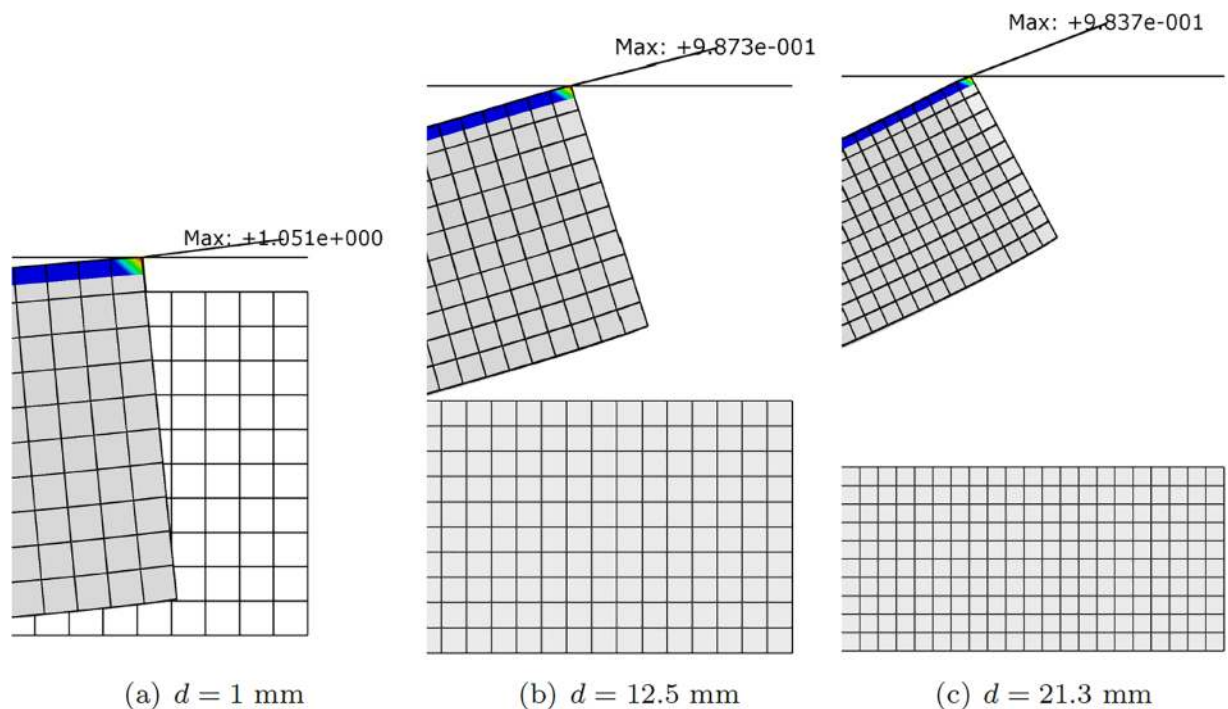 Max: +9.873e-001
Max: +9.837e-001
Max: +1.051e+000
(a) d = 1 mm
(b) d = 12.5 mm
(c) d = 21.3 mm